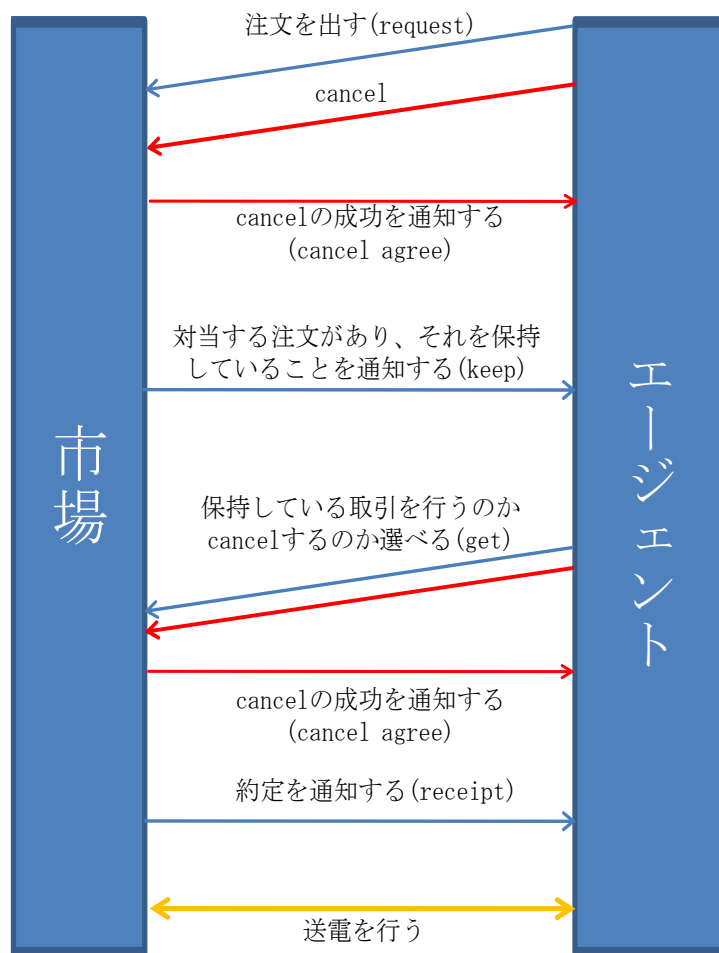 注文を出す(request)
cancel
cancelの成功を通知する
(cancel agree)
対当する注文があり、それを保持
していることを通知する(keep)
市場
エージェント
保持している取引を行うのか
cancelするのか選べる(get)
cancelの成功を通知する
(cancel agree)
約定を通知する(receipt)
送電を行う